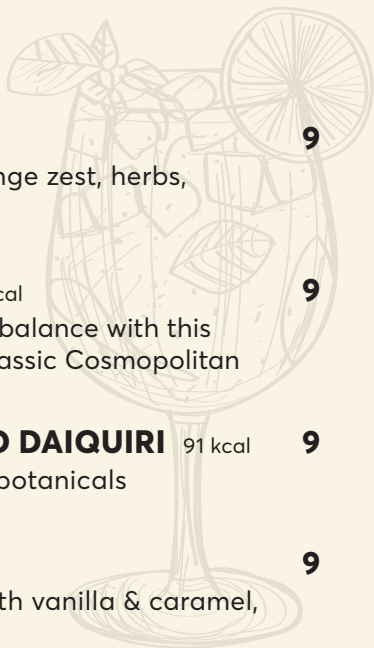 9
nge zest, herbs,
cal 9
balance with this
assic Cosmopolitan
DAIQUIRI 91 kcal 9
botanicals
9
th vanilla & caramel,